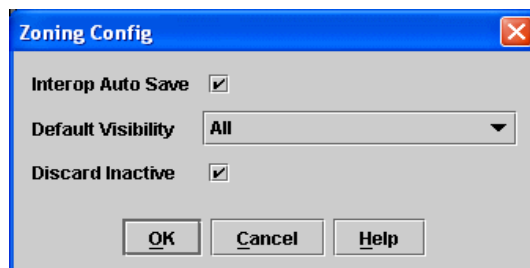 Zoning Config
Interop Auto Save
Default Visibility All
Discard Inactive
OK Cancel Help